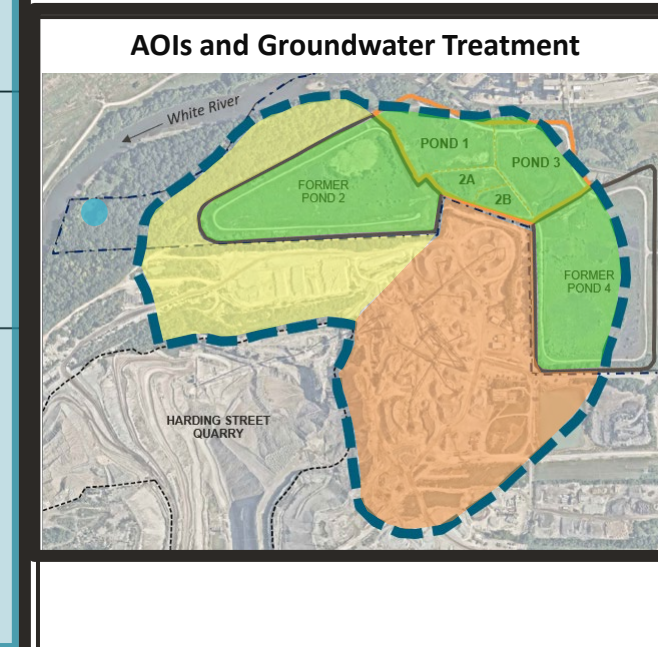 AOIs and Groundwater Treatment
White River
POND 1
POND 3
2A
FORMER
POND 2
2B
FORMER
POND 4
HARDING STREET
QUARRY